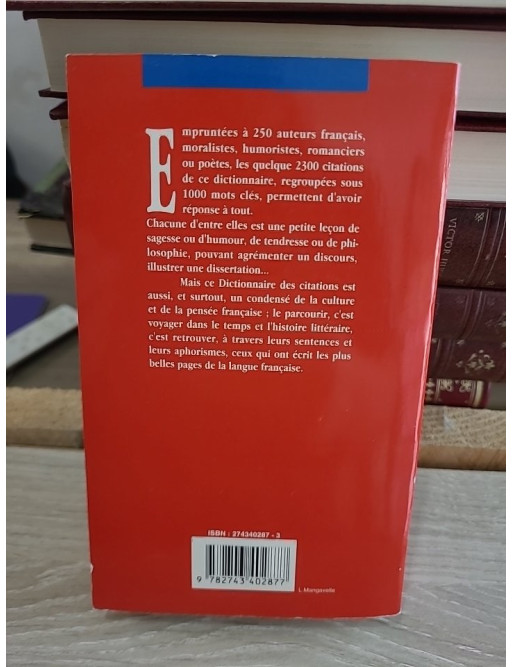 Empruntées à 250 auteurs français,
moralistes, humoristes, romanciers
ou poètes, les quelque 2300 citations
de ce dictionnaire, regroupées sous
1000 mots clés, permettent d'avoir
réponse à tout.
Chacune d'entre elles est une petite leçon de
sagesse ou d'humour, de tendresse ou de phi-
losophie, pouvant agrémenter un discours,
illustrer une dissertation...
Mais ce Dictionnaire des citations est
aussi, et surtout, un condensé de la culture
et de la pensée française ; le parcourir, c'est
voyager dans le temps et l'histoire littéraire,
c'est retrouver, à travers leurs sentences et
leurs aphorismes, ceux qui ont écrit les plus
belles pages de la langue française.
ISBN : 274340287 - 3
9 782743 402877
VICTOR